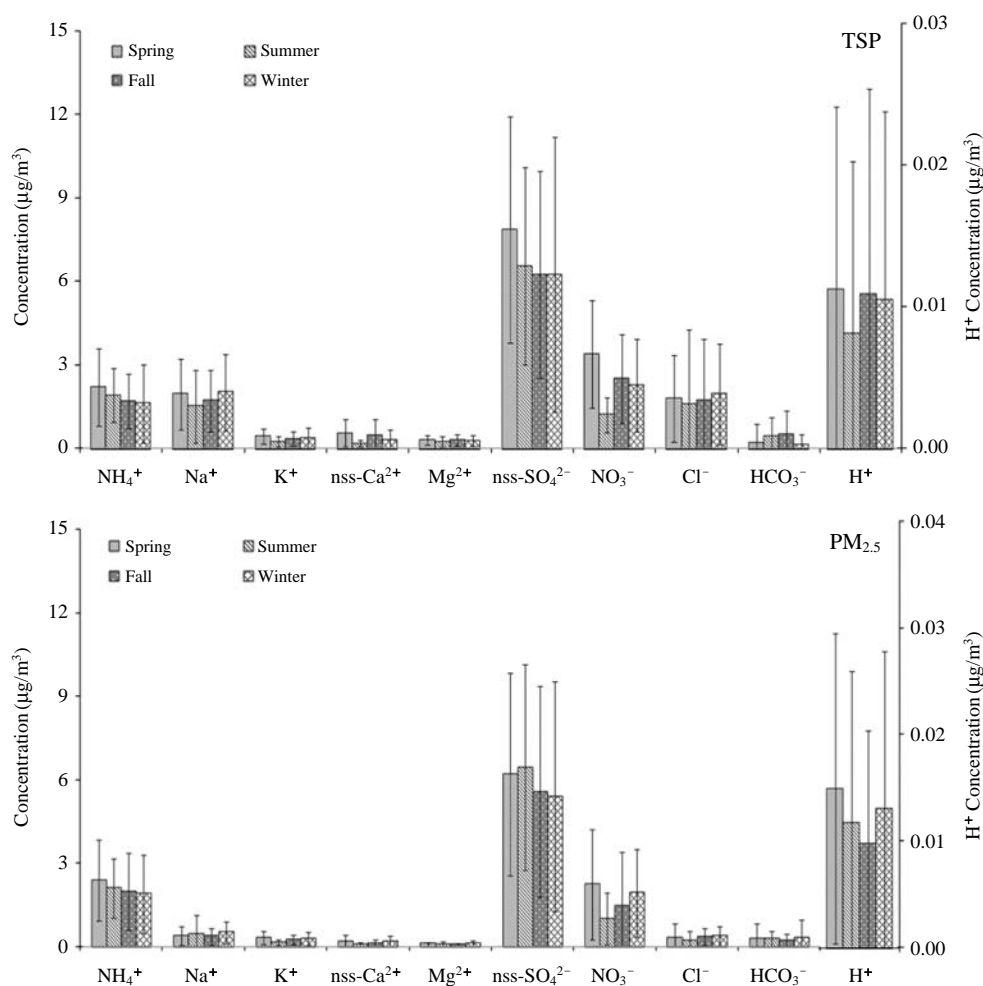 15
12
9
6
3
0
Concentration (μg/m³)
Spring
Summer
Fall
Winter
TSP
0.03
0.02
0.01
0.00
H⁺ Concentration (μg/m³)
NH₄⁺ Na⁺ K⁺ nss-Ca²⁺ Mg²⁺ nss-SO₄²⁻ NO₃⁻ Cl⁻ HCO₃⁻ H⁺
15
12
9
6
3
0
Concentration (μg/m³)
Spring
Summer
Fall
Winter
PM₂.₅
0.04
0.03
0.02
0.01
0.00
H⁺ Concentration (μg/m³)
NH₄⁺ Na⁺ K⁺ nss-Ca²⁺ Mg²⁺ nss-SO₄²⁻ NO₃⁻ Cl⁻ HCO₃⁻ H⁺